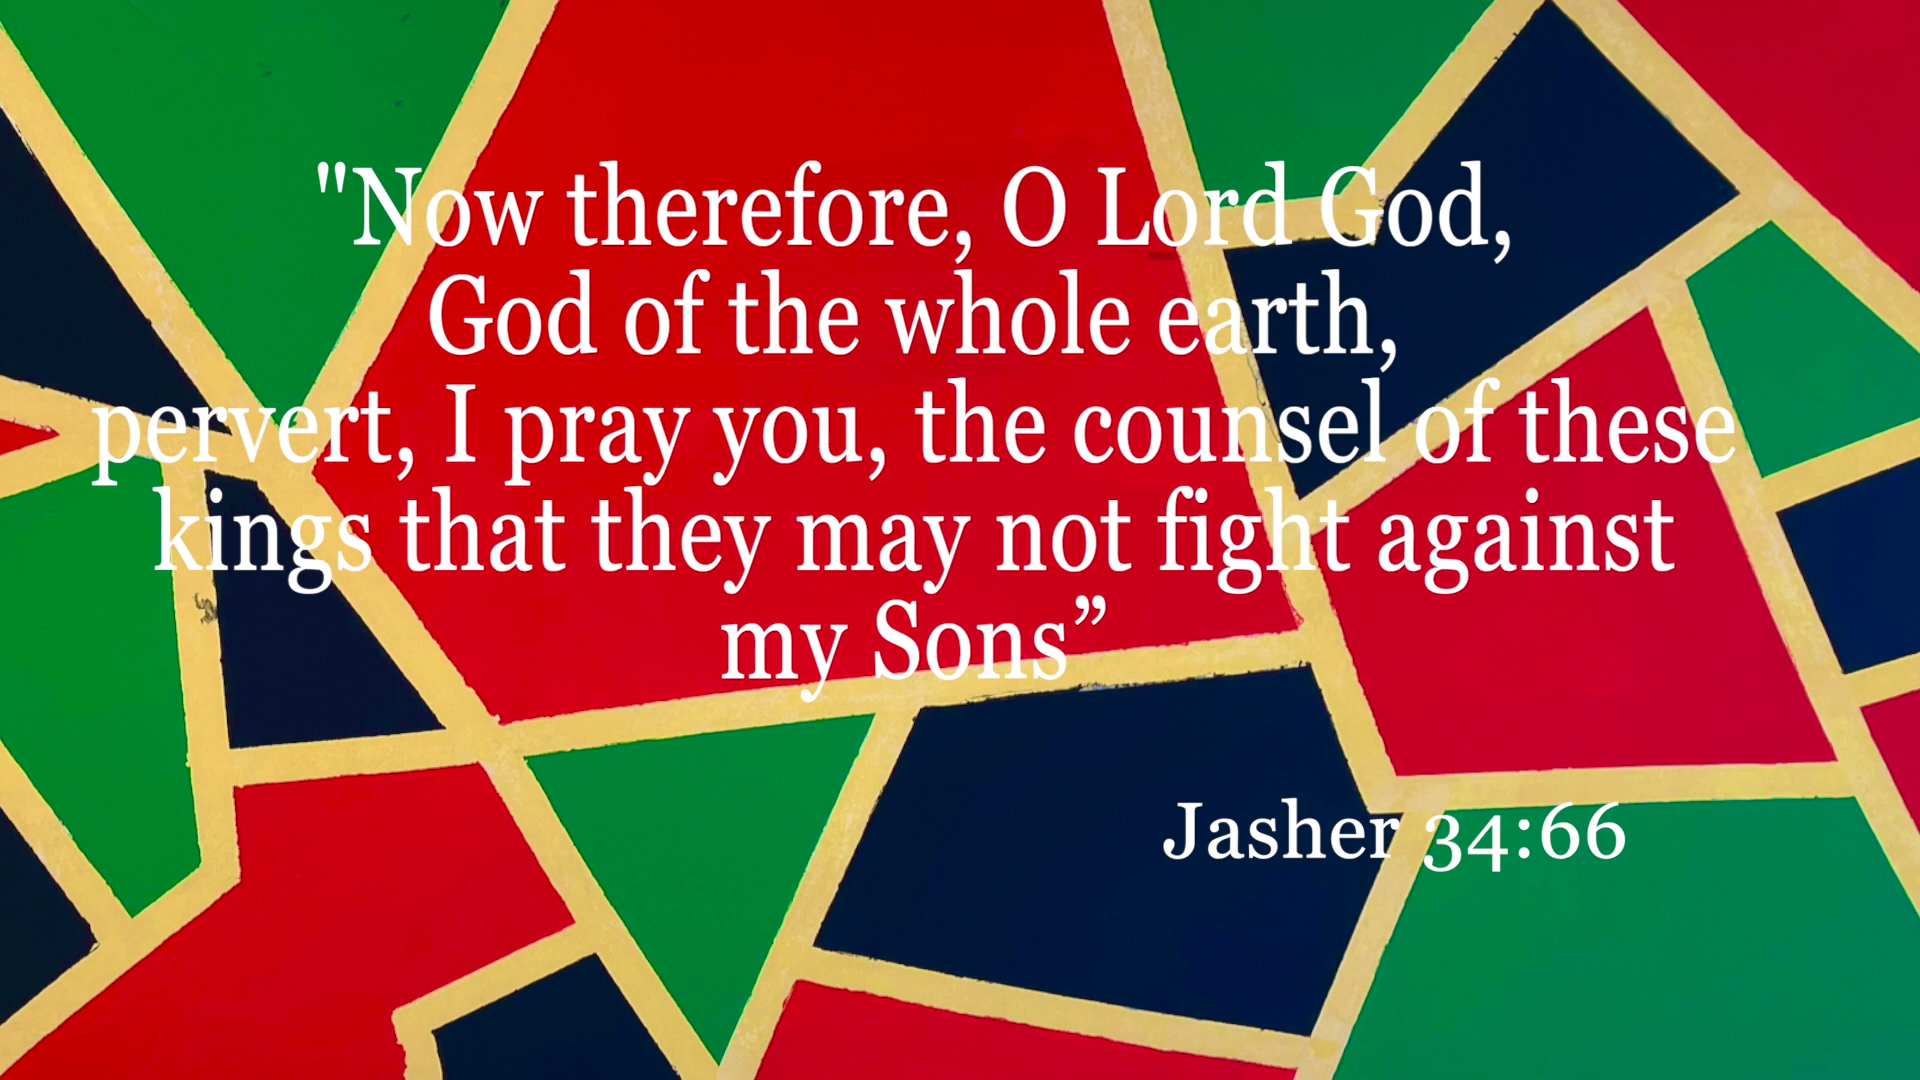 "Now therefore, O Lord God,
God of the whole earth,
pervert, I pray you, the counsel of these
kings that they may not fight against
my Sons”
Jasher 34:66